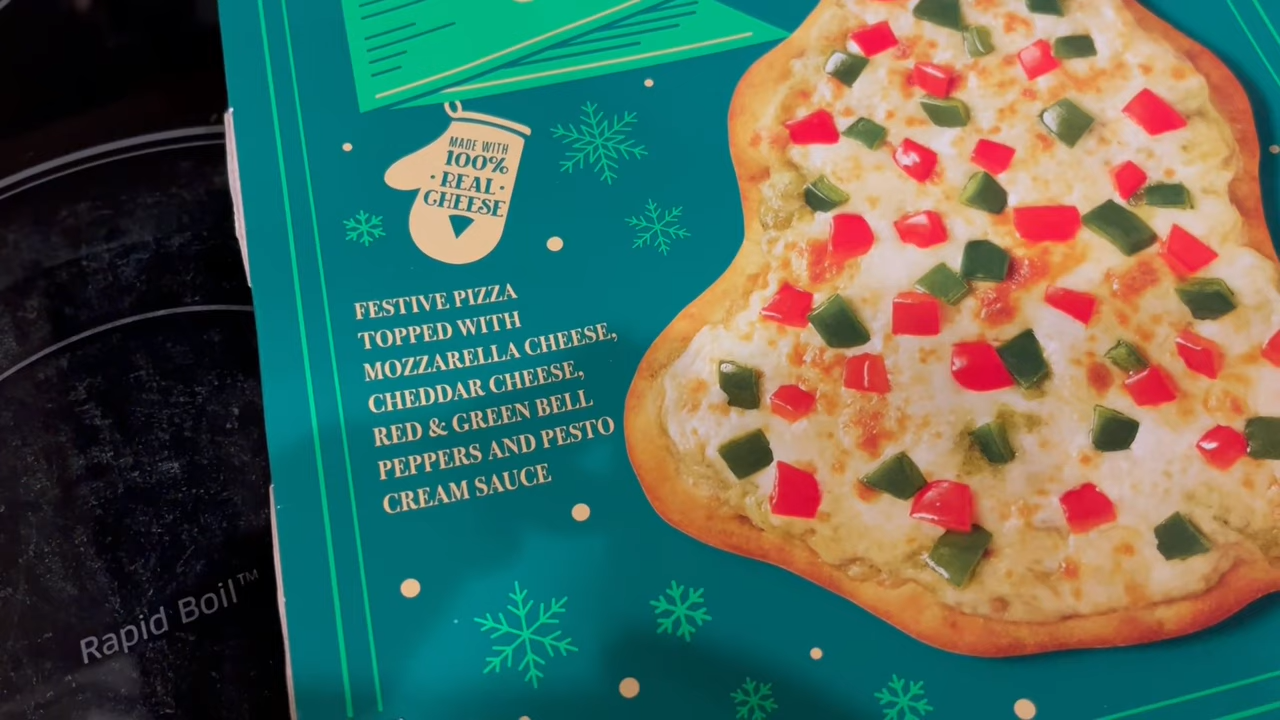 MADE WITH
100%
• REAL •
CHEESE
FESTIVE PIZZA
TOPPED WITH
MOZZARELLA CHEESE,
CHEDDAR CHEESE,
RED & GREEN BELL
PEPPERS AND PESTO
CREAM SAUCE
Rapid Boil™